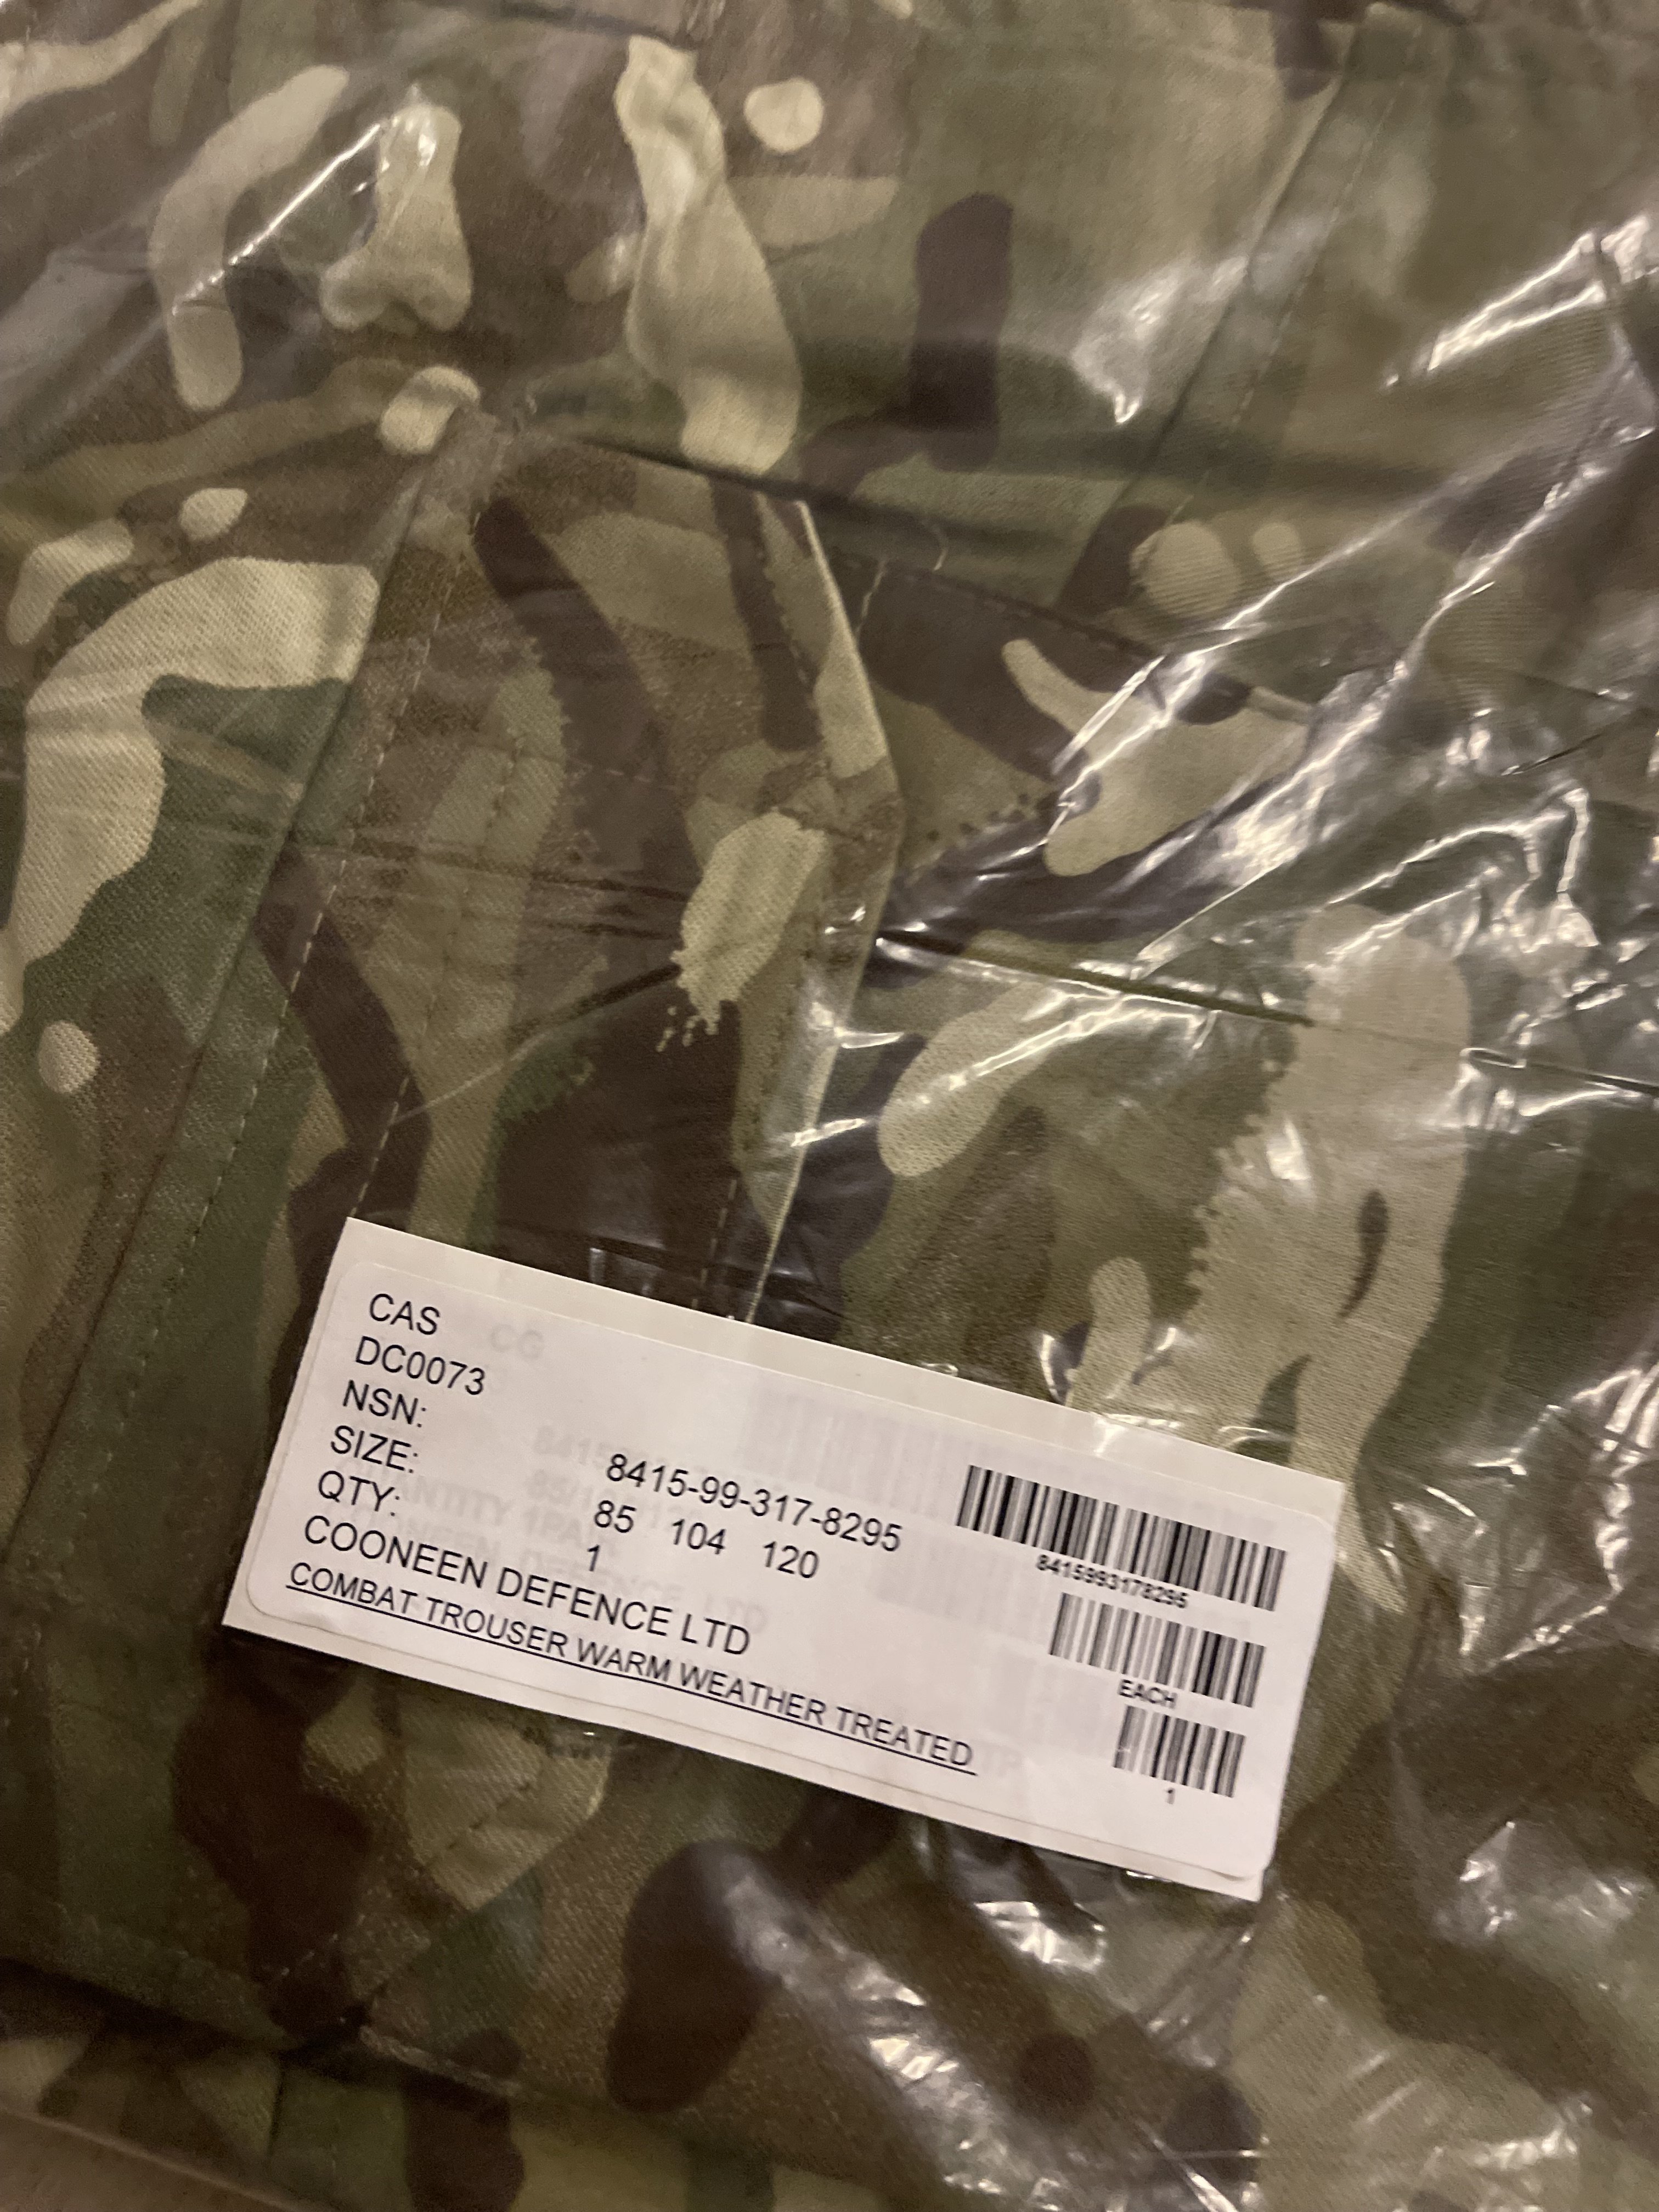 CAS
DC0073
NSN: 8415-99-317-8295
SIZE: 85 104 120
QTY: 1
COONEEN DEFENCE LTD
COMBAT TROUSER WARM WEATHER TREATED
8415993178295
EACH
1